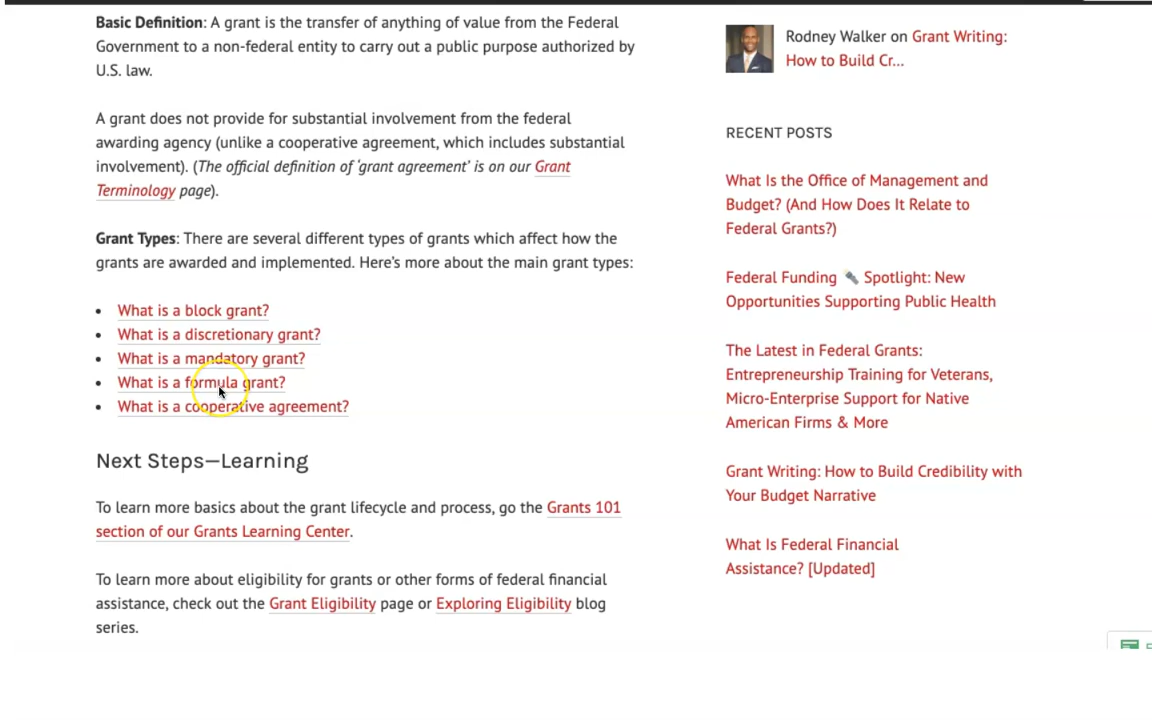 Basic Definition: A grant is the transfer of anything of value from the Federal
Government to a non-federal entity to carry out a public purpose authorized by
U.S. law.
A grant does not provide for substantial involvement from the federal
awarding agency (unlike a cooperative agreement, which includes substantial
involvement). (The official definition of ‘grant agreement’ is on our Grant
Terminology page).
Grant Types: There are several different types of grants which affect how the
grants are awarded and implemented. Here’s more about the main grant types:
• What is a block grant?
• What is a discretionary grant?
• What is a mandatory grant?
• What is a formula grant?
• What is a cooperative agreement?
Next Steps—Learning
To learn more basics about the grant lifecycle and process, go the Grants 101
section of our Grants Learning Center.
To learn more about eligibility for grants or other forms of federal financial
assistance, check out the Grant Eligibility page or Exploring Eligibility blog
series.
Rodney Walker on Grant Writing:
How to Build Cr...
RECENT POSTS
What Is the Office of Management and
Budget? (And How Does It Relate to
Federal Grants?)
Federal Funding 🔦 Spotlight: New
Opportunities Supporting Public Health
The Latest in Federal Grants:
Entrepreneurship Training for Veterans,
Micro-Enterprise Support for Native
American Firms & More
Grant Writing: How to Build Credibility with
Your Budget Narrative
What Is Federal Financial
Assistance? [Updated]